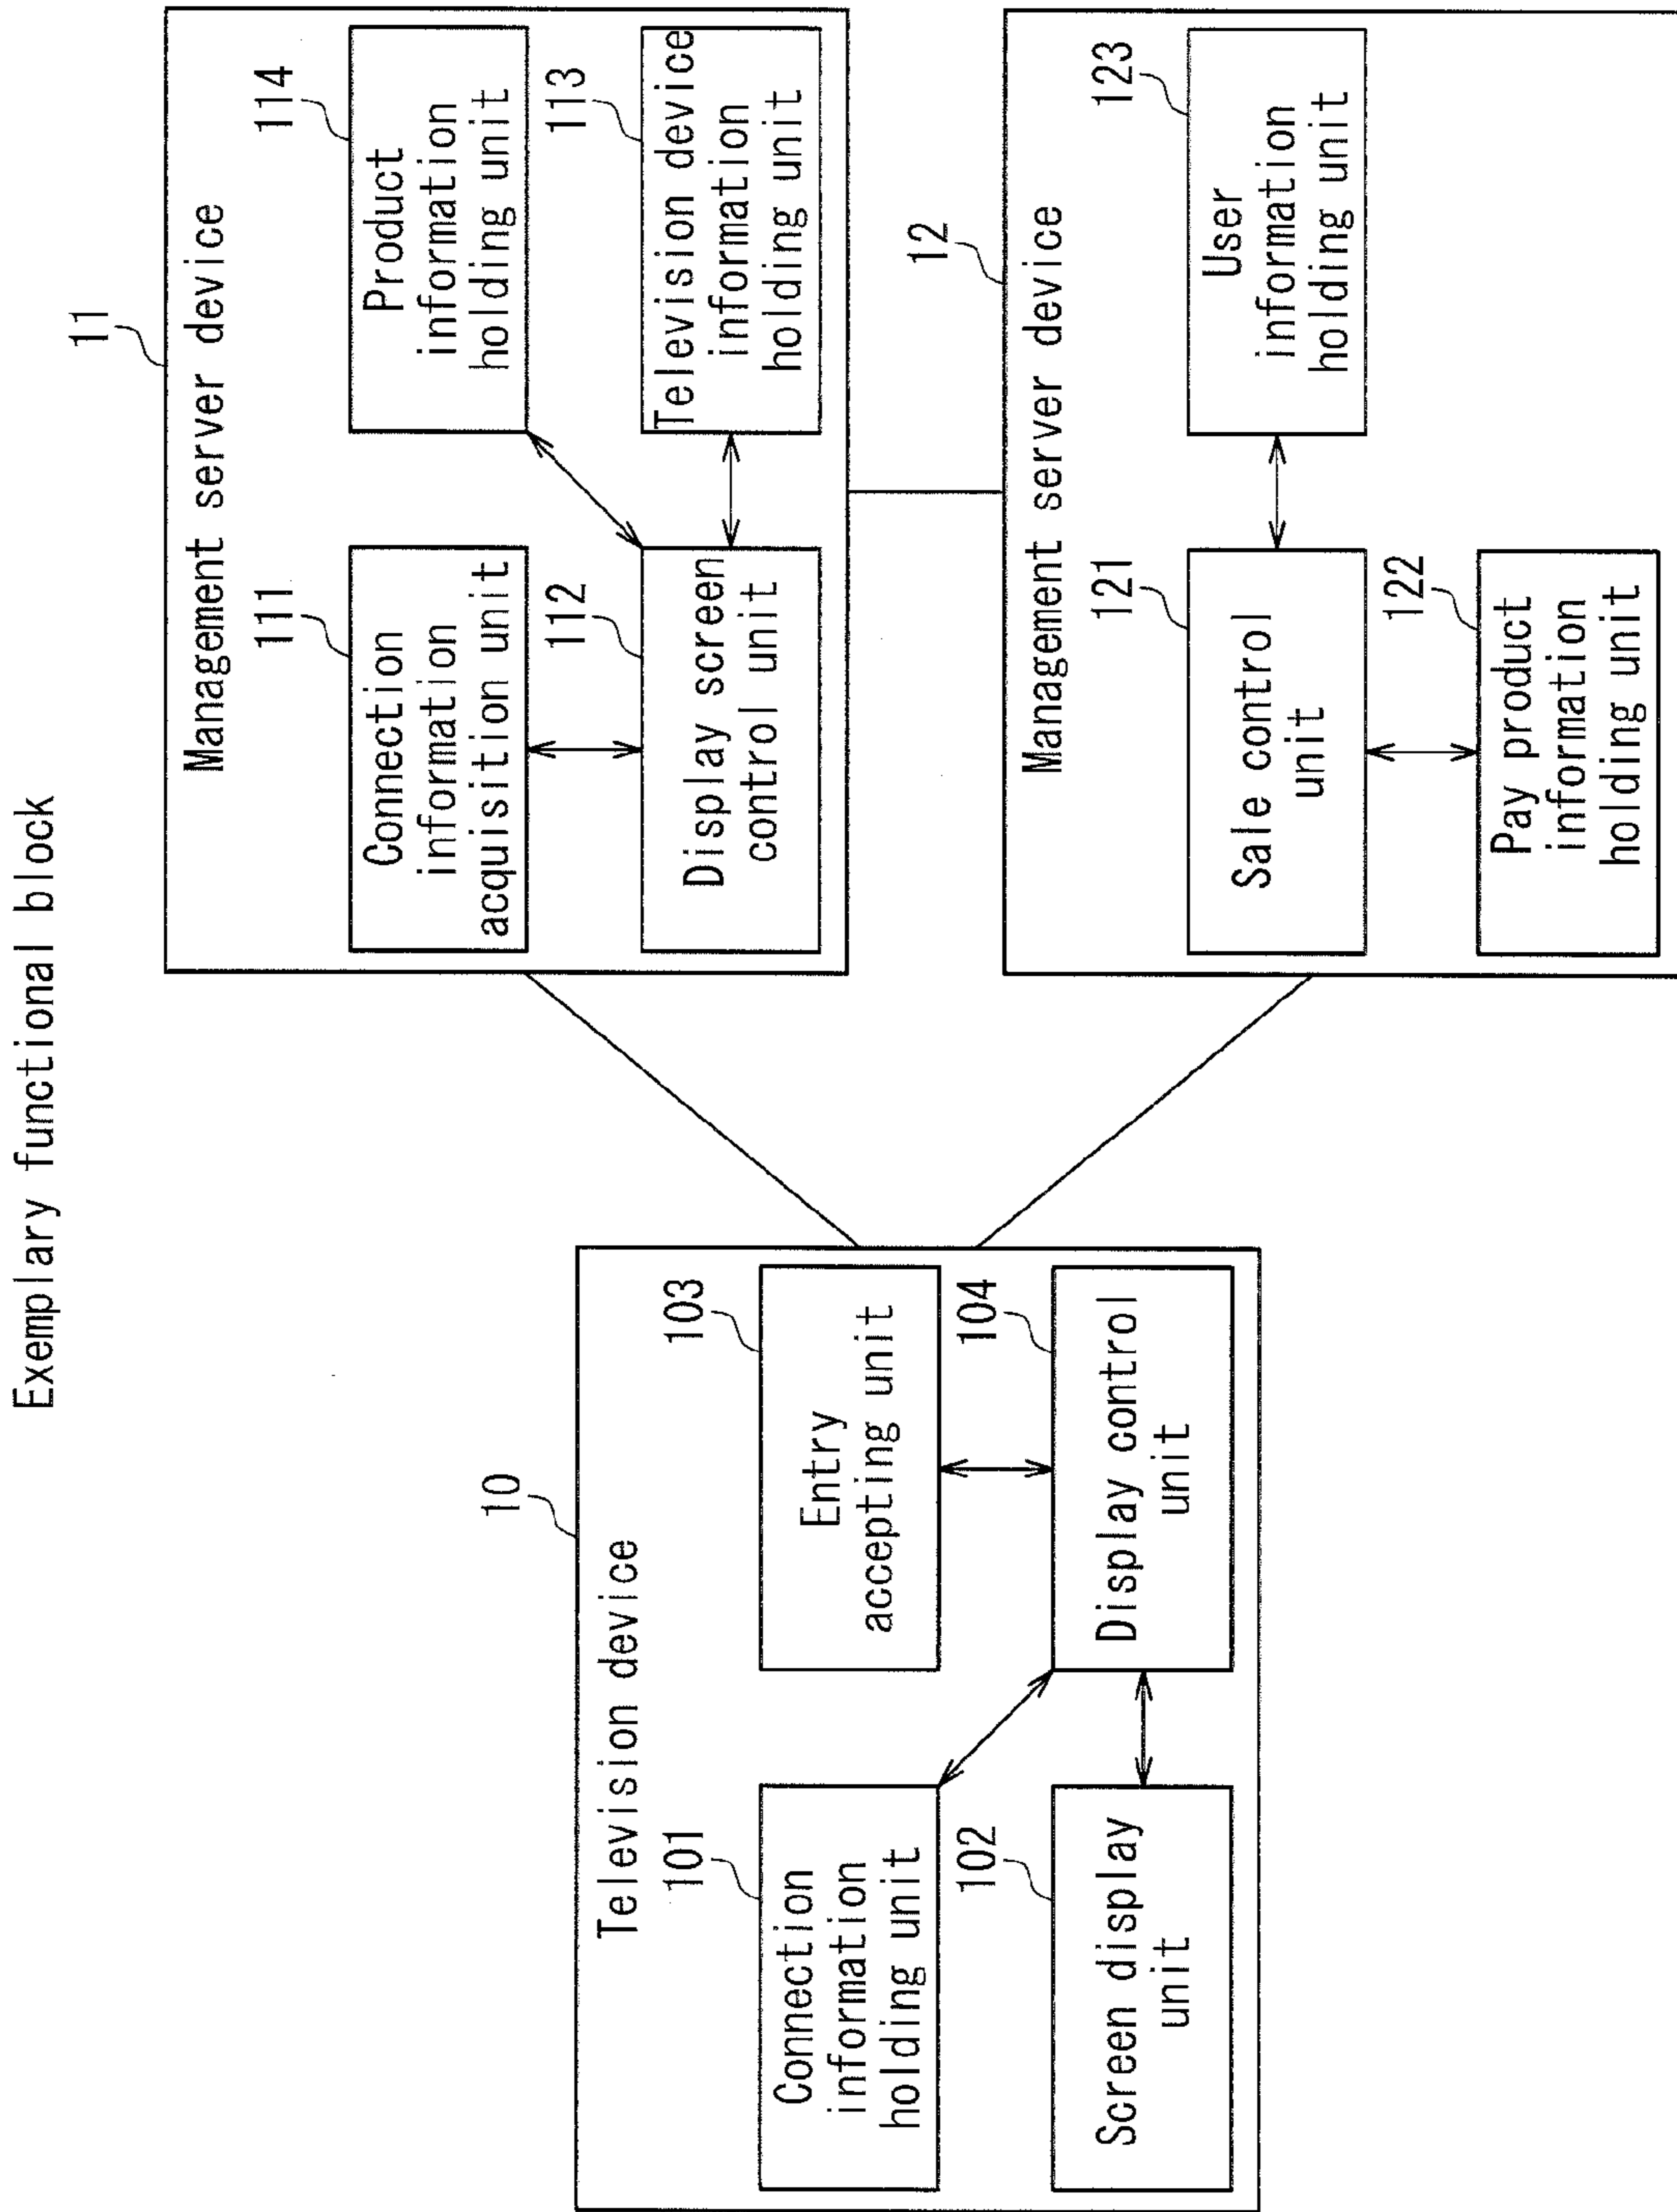 Exemplary functional block
10
Television device
101
Connection
information
holding unit
103
Entry
accepting unit
102
Screen display
unit
104
Display control
unit
11
Management server device
111
Connection
information
acquisition unit
114
Product
information
holding unit
112
Display screen
control unit
113
Television device
information
holding unit
12
Management server device
121
Sale control
unit
123
User
information
holding unit
122
Pay product
information
holding unit